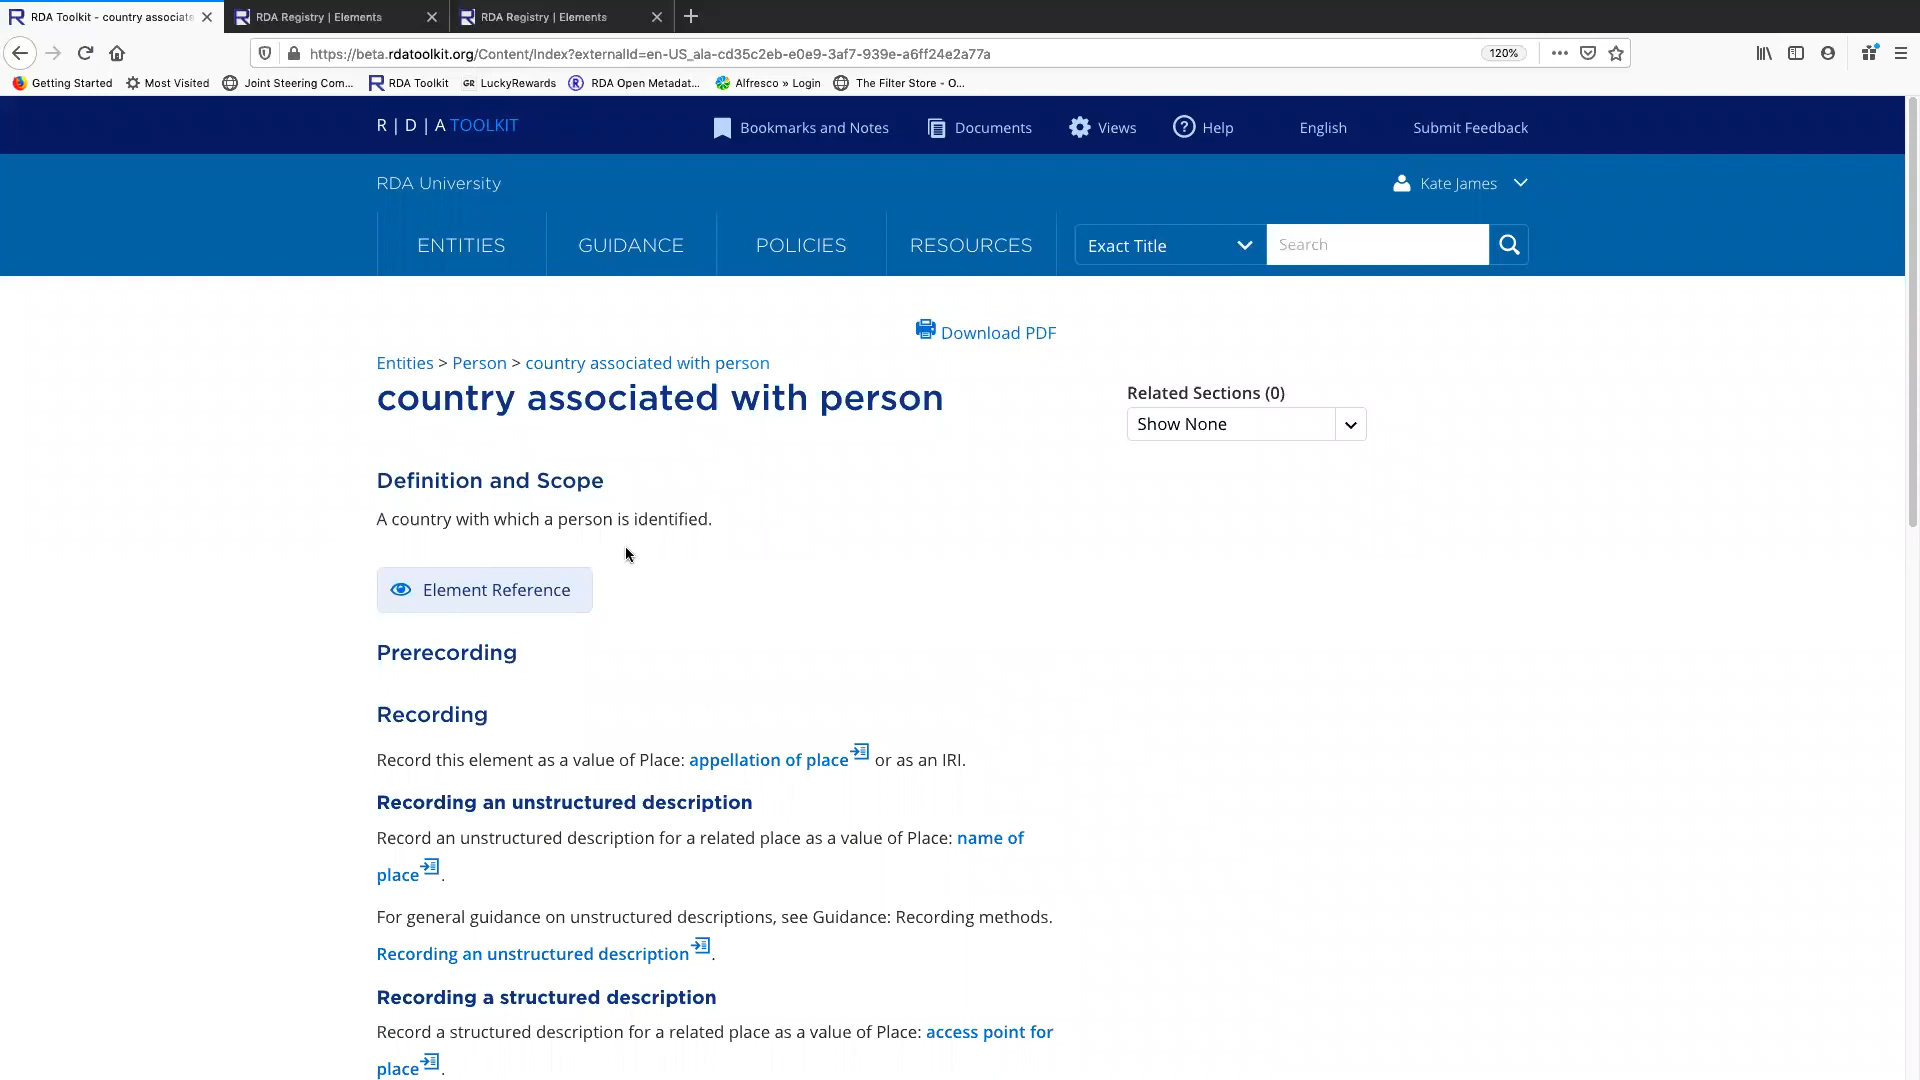 RDA Toolkit - country associate
RDA Registry | Elements
RDA Registry | Elements
https://beta.rdatoolkit.org/Content/Index?externalId=en-US_ala-cd35c2eb-e0e9-3af7-939e-a6ff24e2a77a
120%
Getting Started
Most Visited
Joint Steering Com...
RDA Toolkit
GR LuckyRewards
RDA Open Metadat...
Alfresco » Login
The Filter Store - O...
R | D | A TOOLKIT
Bookmarks and Notes
Documents
Views
Help
English
Submit Feedback
RDA University
Kate James
ENTITIES
GUIDANCE
POLICIES
RESOURCES
Exact Title
Search
Download PDF
Entities > Person > country associated with person
country associated with person
Related Sections (0)
Show None
Definition and Scope
A country with which a person is identified.
Element Reference
Prerecording
Recording
Record this element as a value of Place: appellation of place or as an IRI.
Recording an unstructured description
Record an unstructured description for a related place as a value of Place: name of
place .
For general guidance on unstructured descriptions, see Guidance: Recording methods.
Recording an unstructured description .
Recording a structured description
Record a structured description for a related place as a value of Place: access point for
place .